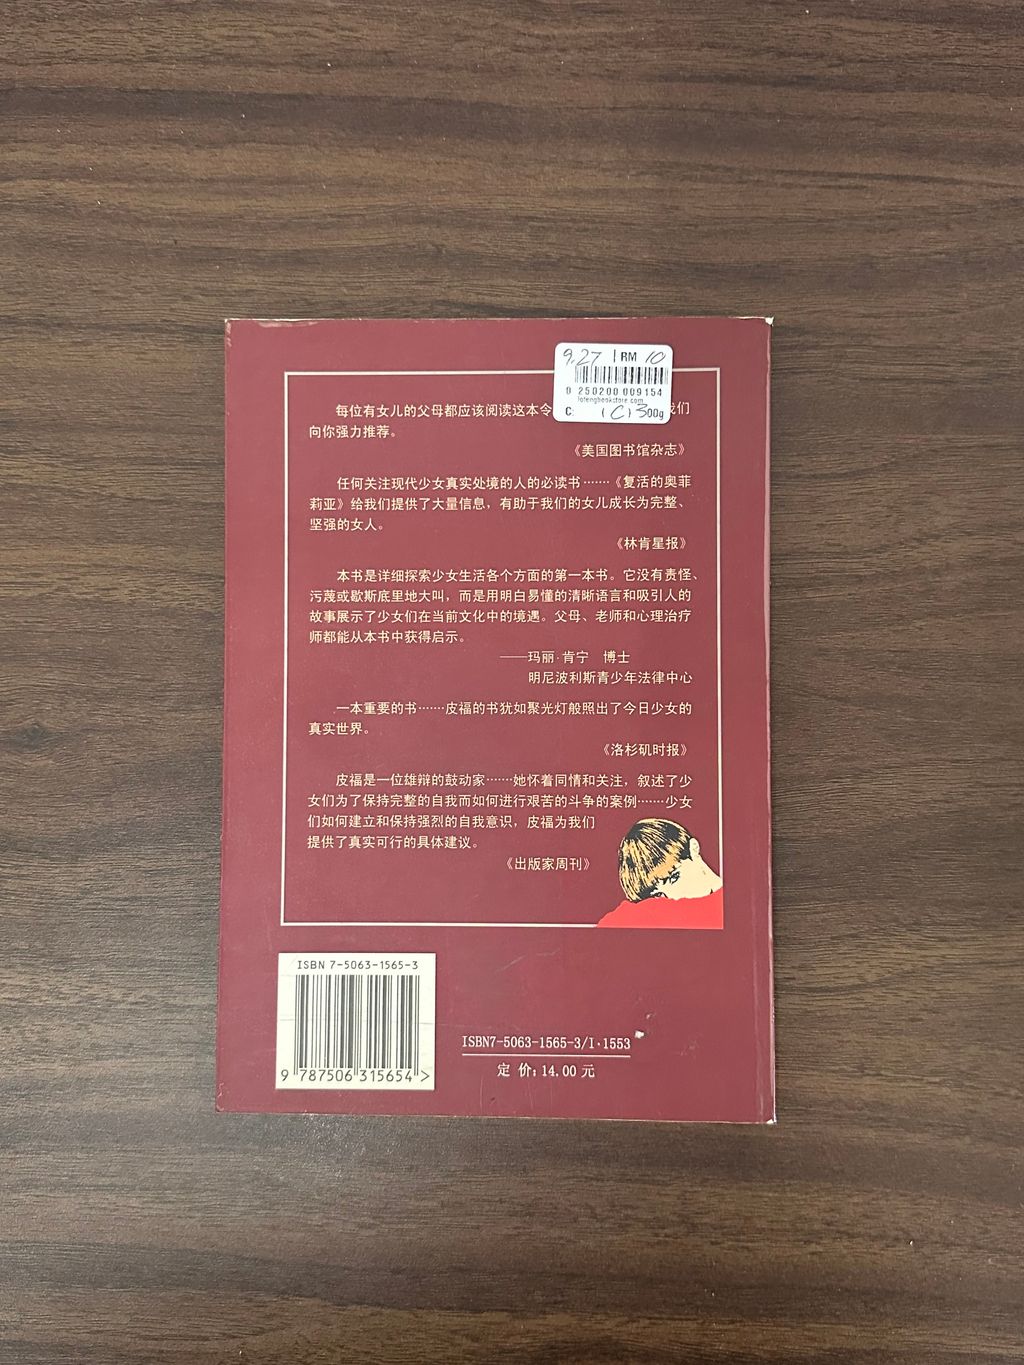 9.27 RM 10
0 250200 009154
lotengbookstore.com
C. (C) 300g
每位有女儿的父母都应该阅读这本令 我们
向你强力推荐。
《美国图书馆杂志》
任何关注现代少女真实处境的人的必读书……《复活的奥菲
莉亚》给我们提供了大量信息，有助于我们的女儿成长为完整、
坚强的女人。
《林肯星报》
本书是详细探索少女生活各个方面的第一本书。它没有责怪、
污蔑或歇斯底里地大叫，而是用明白易懂的清晰语言和吸引人的
故事展示了少女们在当前文化中的境遇。父母、老师和心理治疗
师都能从本书中获得启示。
——玛丽·肯宁 博士
明尼波利斯青少年法律中心
一本重要的书……皮福的书犹如聚光灯般照出了今日少女的
真实世界。
《洛杉矶时报》
皮福是一位雄辩的鼓动家……她怀着同情和关注，叙述了少
女们为了保持完整的自我而如何进行艰苦的斗争的案例……少女
们如何建立和保持强烈的自我意识，皮福为我们
提供了真实可行的具体建议。
《出版家周刊》
ISBN 7-5063-1565-3
9 787506 315654 >
ISBN7-5063-1565-3/I·1553
定 价: 14.00 元